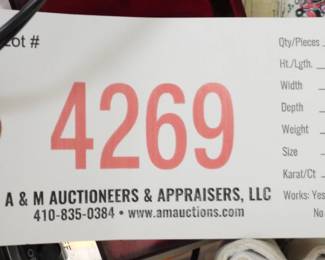 Lot #
4269
A & M AUCTIONEERS & APPRAISERS, LLC
410-835-0384 • www.amauctions.com
Qty/Pieces
Ht./Lgth.
Width
Depth
Weight
Size
Karat/Ct
Works: Yes
No